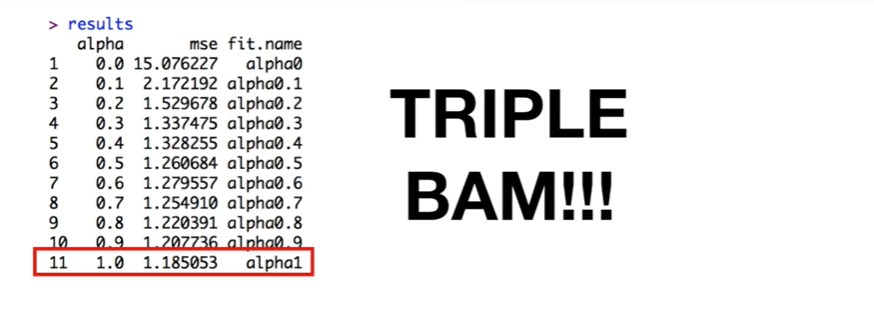 > results
alpha mse fit.name
1 0.0 15.076227 alpha0
2 0.1 2.172192 alpha0.1
3 0.2 1.529678 alpha0.2
4 0.3 1.337475 alpha0.3
5 0.4 1.328255 alpha0.4
6 0.5 1.260684 alpha0.5
7 0.6 1.279557 alpha0.6
8 0.7 1.254910 alpha0.7
9 0.8 1.220391 alpha0.8
10 0.9 1.207736 alpha0.9
11 1.0 1.185053 alpha1
TRIPLE
BAM!!!